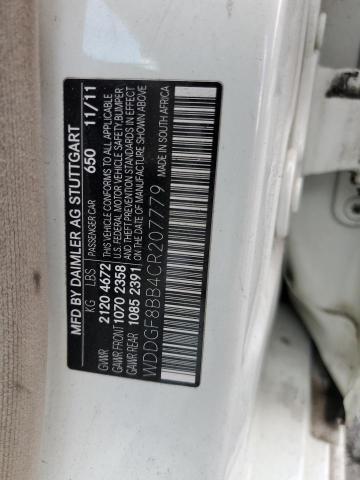 MFD BY DAIMLER AG STUTTGART
KG LBS PASSENGER CAR 650 11/11
GVWR 2120 4672 THIS VEHICLE CONFORMS TO ALL APPLICABLE
GAWR FRONT 1070 2358 U.S. FEDERAL MOTOR VEHICLE SAFETY, BUMPER
GAWR REAR 1085 2391 AND THEFT PREVENTION STANDARDS IN EFFECT
ON THE DATE OF MANUFACTURE SHOWN ABOVE
WDDGF8BB4CR207779 MADE IN SOUTH AFRICA